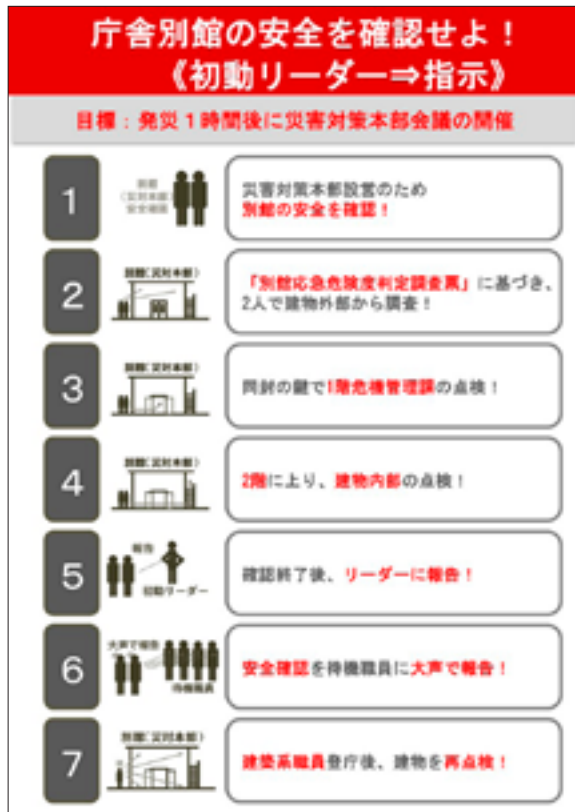 庁舎別館の安全を確認せよ！
《初動リーダー⇒指示》
目標：発災１時間後に災害対策本部会議の開催
1
別館
（災対本部）
安全確認
災害対策本部設営のため
別館の安全を確認！
2
別館（災対本部）
「別館応急危険度判定調査票」に基づき、
2人で建物外部から調査！
3
別館（災対本部）
同封の鍵で1階危機管理課の点検！
4
別館（災対本部）
2階に上り、建物内部の点検！
5
報告
初動リーダー
確認終了後、リーダーに報告！
6
大声で報告
待機職員
安全確認を待機職員に大声で報告！
7
別館（災対本部）
建築系職員登庁後、建物を再点検！